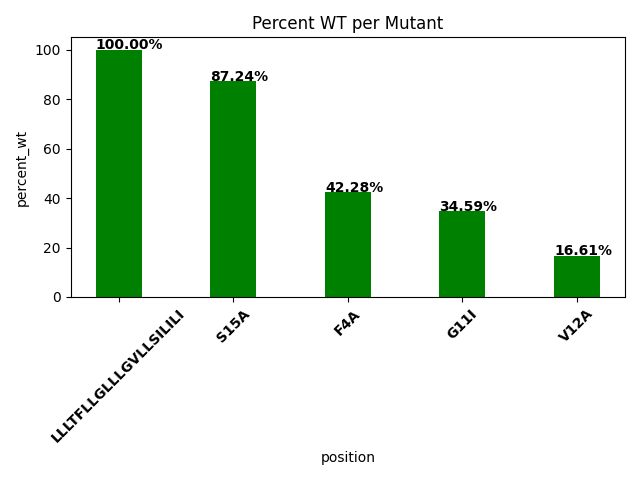 Percent WT per Mutant
100.00%
87.24%
42.28%
34.59%
16.61%
percent_wt
100
80
60
40
20
0
LLLTFLLGLLLGVLLSILILI
S15A
F4A
G11I
V12A
position